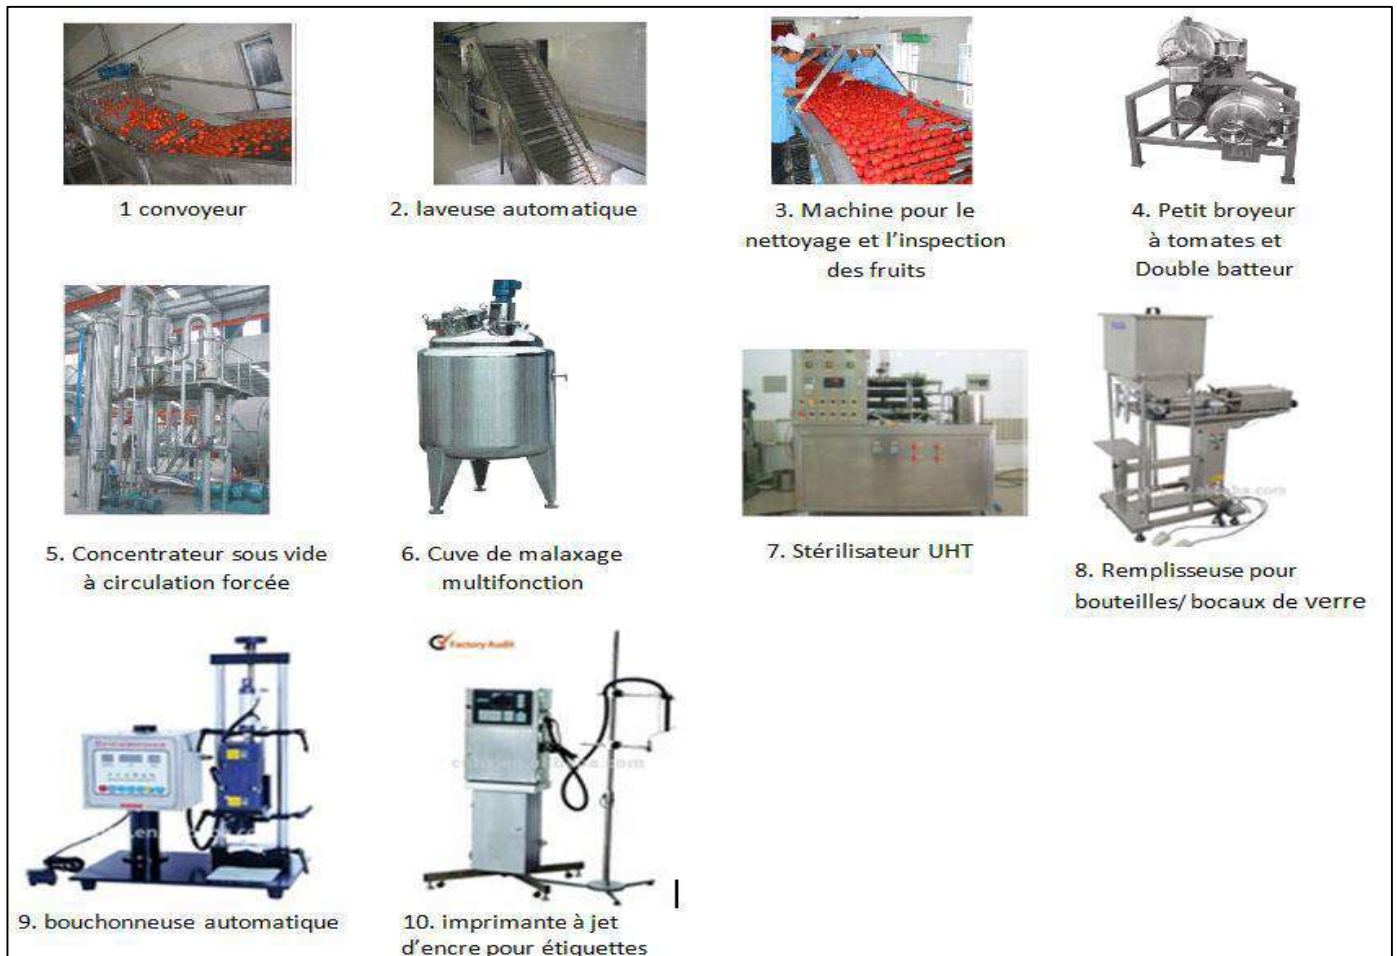 1 convoyeur
2. laveuse automatique
3. Machine pour le
nettoyage et l’inspection
des fruits
4. Petit broyeur
à tomates et
Double batteur
5. Concentrateur sous vide
à circulation forcée
6. Cuve de malaxage
multifonction
7. Stérilisateur UHT
8. Remplisseuse pour
bouteilles/ bocaux de verre
Factory Audit
9. bouchonneuse automatique
10. imprimante à jet
d’encre pour étiquettes